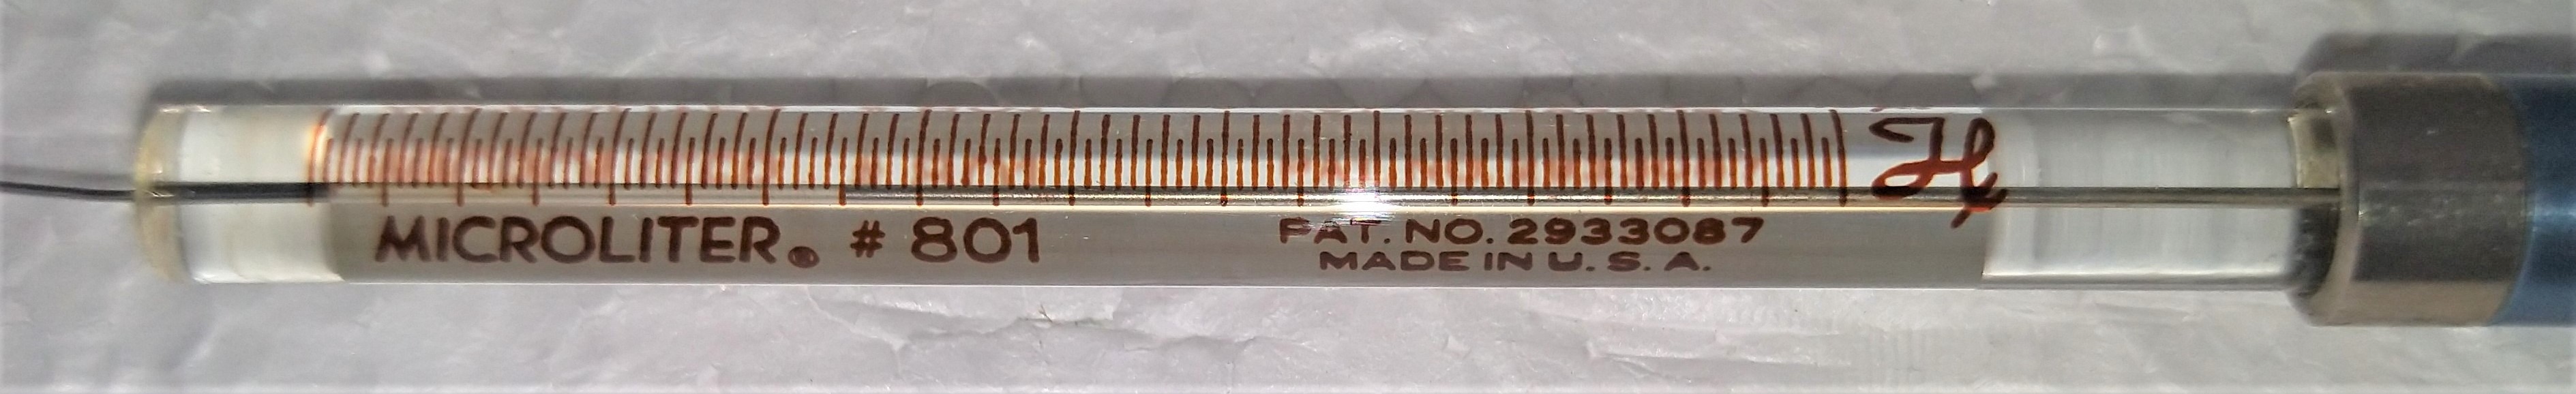 MICROLITER® # 801
PAT. NO. 2933087
MADE IN U. S. A.
H